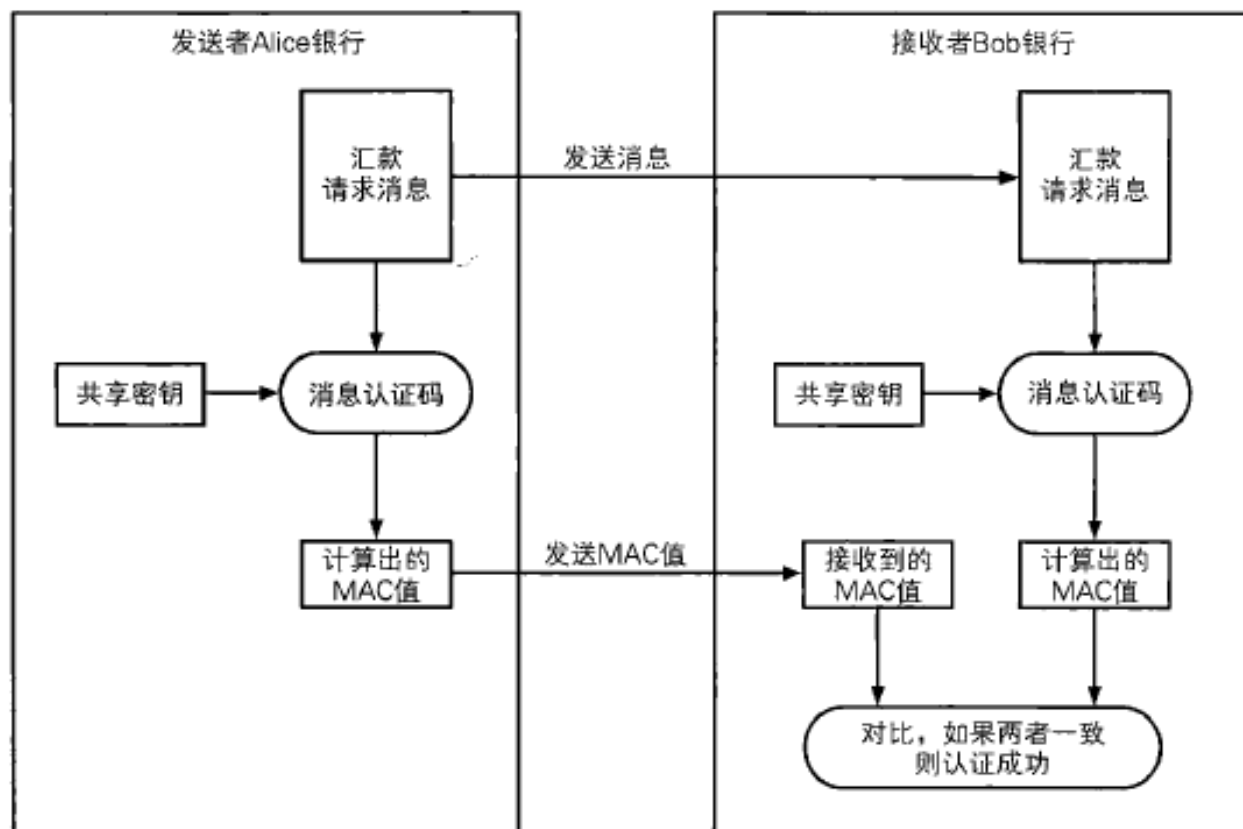 发送者Alice银行
接收者Bob银行
汇款
请求消息
发送消息
汇款
请求消息
共享密钥
消息认证码
共享密钥
消息认证码
计算出的
MAC值
发送MAC值
接收到的
MAC值
计算出的
MAC值
对比，如果两者一致
则认证成功